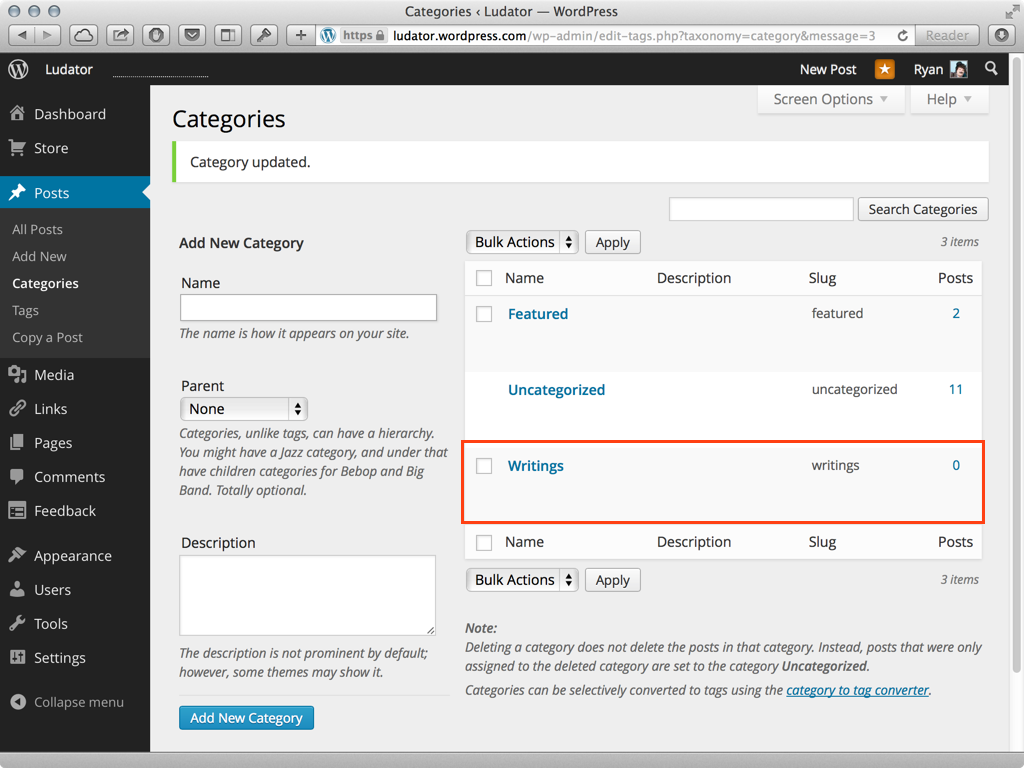 Categories ‹ Ludator — WordPress
https ludator.wordpress.com/wp-admin/edit-tags.php?taxonomy=category&message=3 Reader
Ludator New Post Ryan
Screen Options Help
Dashboard
Store
Posts
All Posts
Add New
Categories
Tags
Copy a Post
Media
Links
Pages
Comments
Feedback
Appearance
Users
Tools
Settings
Collapse menu
Categories
Category updated.
Search Categories
Add New Category
Name
The name is how it appears on your site.
Parent
None
Categories, unlike tags, can have a hierarchy.
You might have a Jazz category, and under that
have children categories for Bebop and Big
Band. Totally optional.
Description
The description is not prominent by default;
however, some themes may show it.
Add New Category
Bulk Actions Apply 3 items
Name Description Slug Posts
Featured featured 2
Uncategorized uncategorized 11
Writings writings 0
Name Description Slug Posts
Bulk Actions Apply 3 items
Note:
Deleting a category does not delete the posts in that category. Instead, posts that were only
assigned to the deleted category are set to the category Uncategorized.
Categories can be selectively converted to tags using the category to tag converter.